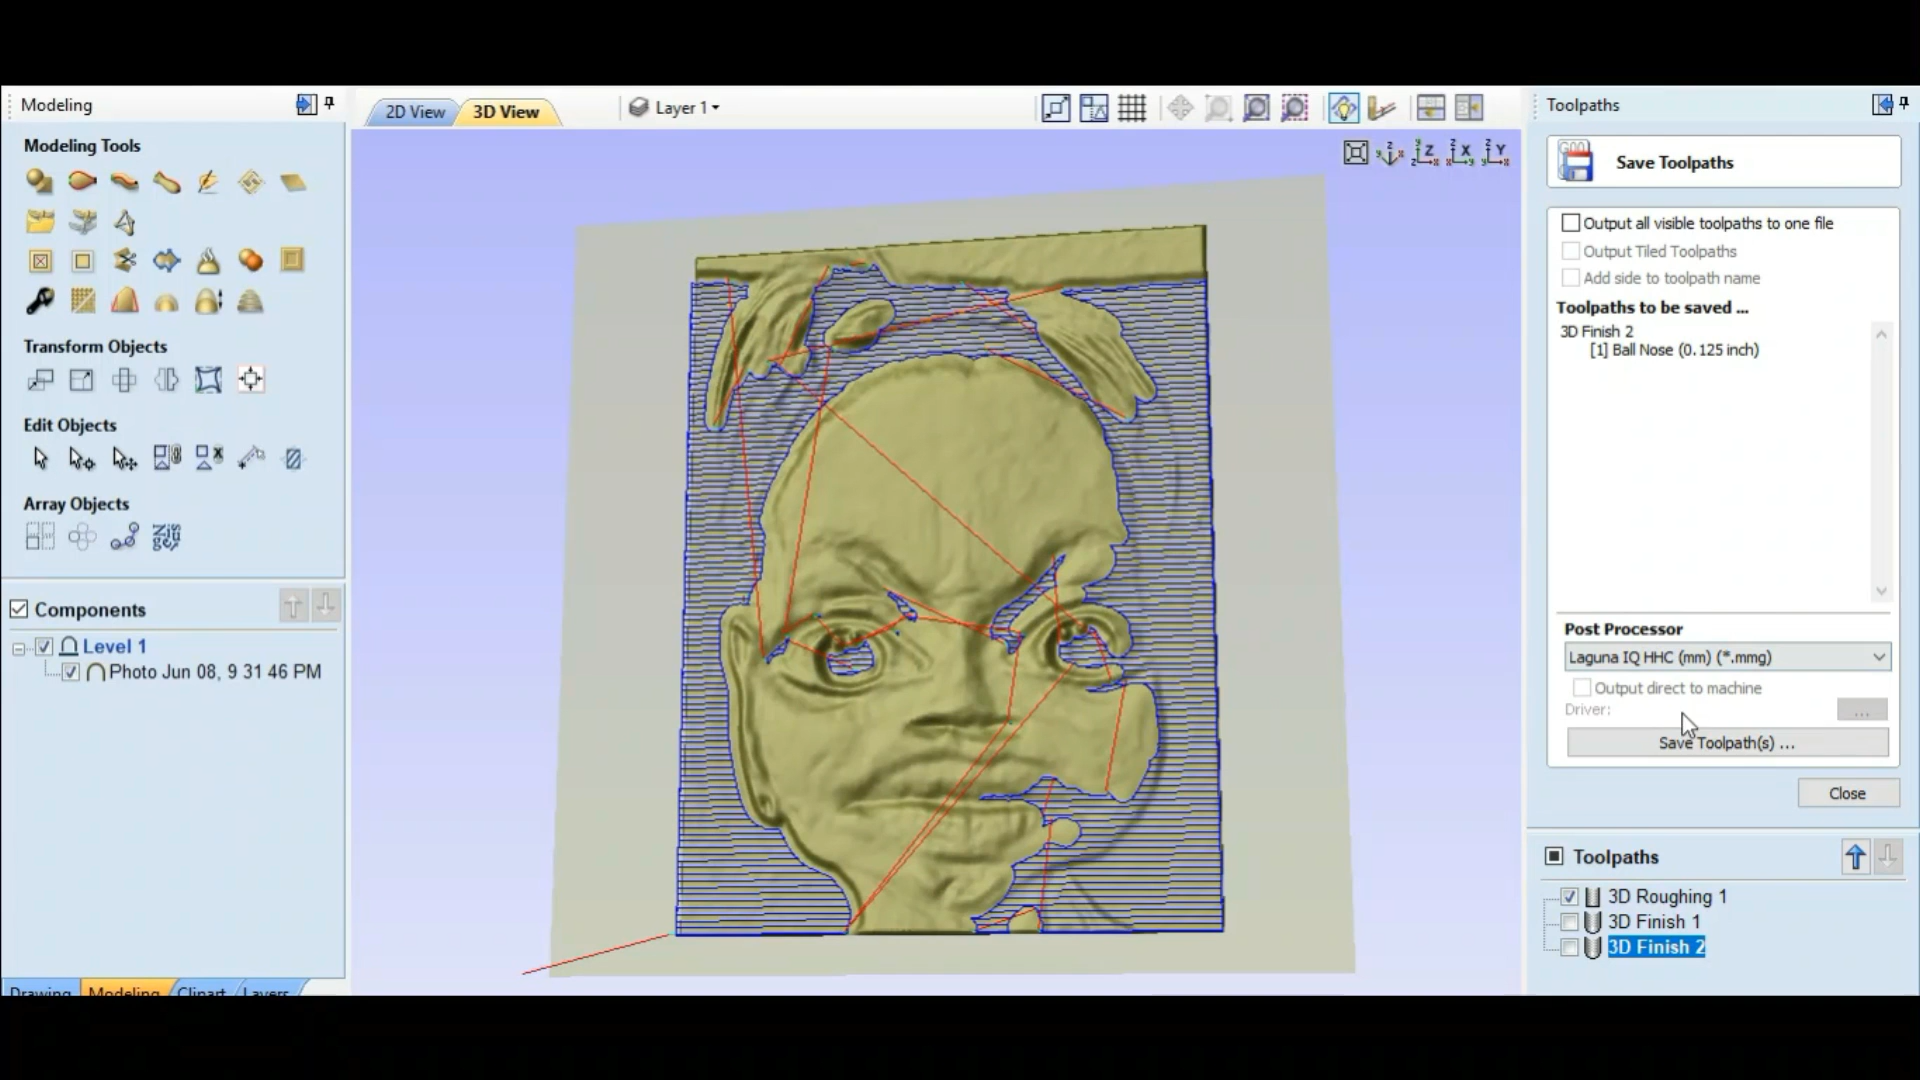 Modeling
Modeling Tools
Transform Objects
Edit Objects
Array Objects
Components
Level 1
Photo Jun 08, 9 31 46 PM
Drawing
Modeling
Clipart
Layers
2D View
3D View
Layer 1
Toolpaths
Save Toolpaths
Output all visible toolpaths to one file
Output Tiled Toolpaths
Add side to toolpath name
Toolpaths to be saved ...
3D Finish 2
[1] Ball Nose (0.125 inch)
Post Processor
Laguna IQ HHC (mm) (*.mmg)
Output direct to machine
Driver:
...
Save Toolpath(s) ...
Close
Toolpaths
3D Roughing 1
3D Finish 1
3D Finish 2